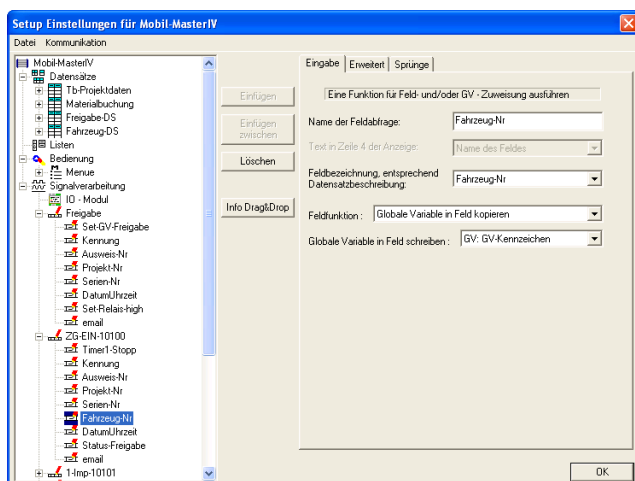 Setup Einstellungen für Mobil-MasterIV
Datei Kommunikation
Mobil-MasterIV
Datensätze
Tb-Projektdaten
Materialbuchung
Freigabe-DS
Fahrzeug-DS
Listen
Bedienung
Menue
Signalverarbeitung
IO - Modul
Freigabe
Set-GV-Freigabe
Kennung
Ausweis-Nr
Projekt-Nr
Serien-Nr
DatumUhrzeit
Set-Relais-high
email
ZG-EIN-10100
Timer1-Stopp
Kennung
Ausweis-Nr
Projekt-Nr
Serien-Nr
Fahrzeug-Nr
DatumUhrzeit
Status-Freigabe
email
1-Imp-10101
Einfügen
Einfügen
zwischen
Löschen
Info Drag&Drop
Eingabe Erweitert Sprünge
Eine Funktion für Feld- und/oder GV - Zuweisung ausführen
Name der Feldabfrage: Fahrzeug-Nr
Text in Zeile 4 der Anzeige: Name des Feldes
Feldbezeichnung, entsprechend
Datensatzbeschreibung: Fahrzeug-Nr
Feldfunktion : Globale Variable in Feld kopieren
Globale Variable in Feld schreiben : GV: GV-Kennzeichen
OK